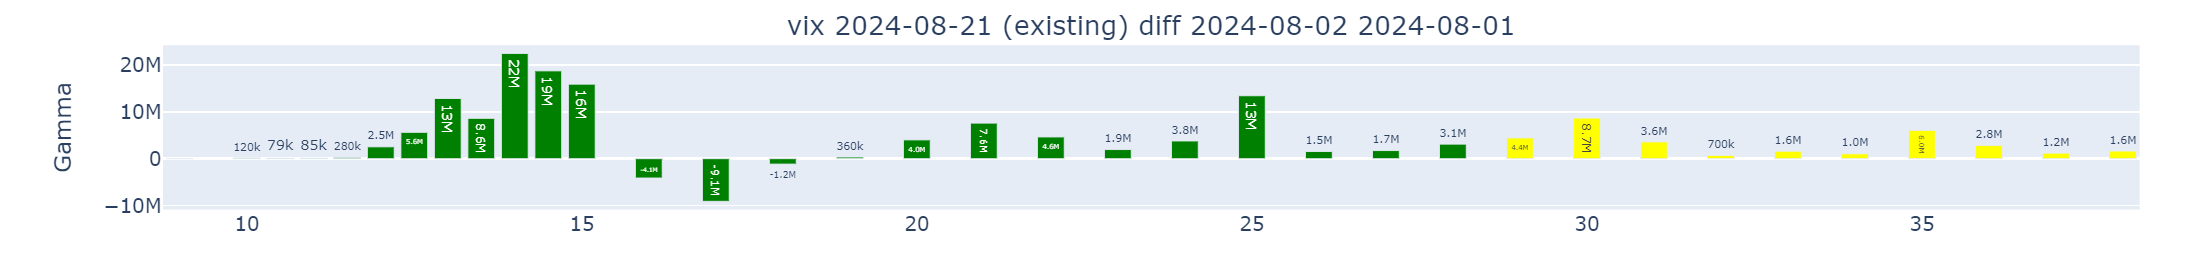 vix 2024-08-21 (existing) diff 2024-08-02 2024-08-01
Gamma
20M
10M
0
−10M
120k
79k
85k
280k
2.5M
5.6M
13M
8.6M
22M
19M
16M
-4.1M
-9.1M
-1.2M
360k
4.0M
7.6M
4.6M
1.9M
3.8M
13M
1.5M
1.7M
3.1M
4.4M
8.7M
3.6M
700k
1.6M
1.0M
6.0M
2.8M
1.2M
1.6M
10
15
20
25
30
35